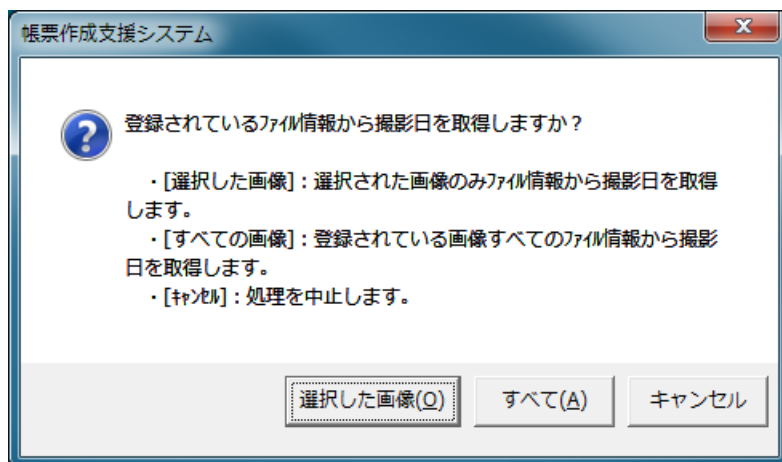 帳票作成支援システム
登録されているﾌｧｲﾙ情報から撮影日を取得しますか？
・[選択した画像]：選択された画像のみﾌｧｲﾙ情報から撮影日を取得
します。
・[すべての画像]：登録されている画像すべてのﾌｧｲﾙ情報から撮影
日を取得します。
・[ｷｬﾝｾﾙ]：処理を中止します。
選択した画像(O) すべて(A) キャンセル